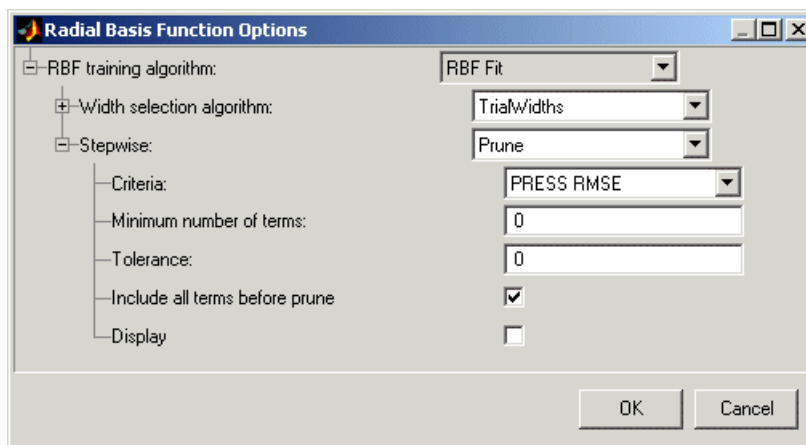 Radial Basis Function Options
RBF training algorithm: RBF Fit
Width selection algorithm: TrialWidths
Stepwise: Prune
Criteria: PRESS RMSE
Minimum number of terms: 0
Tolerance: 0
Include all terms before prune
Display
OK Cancel